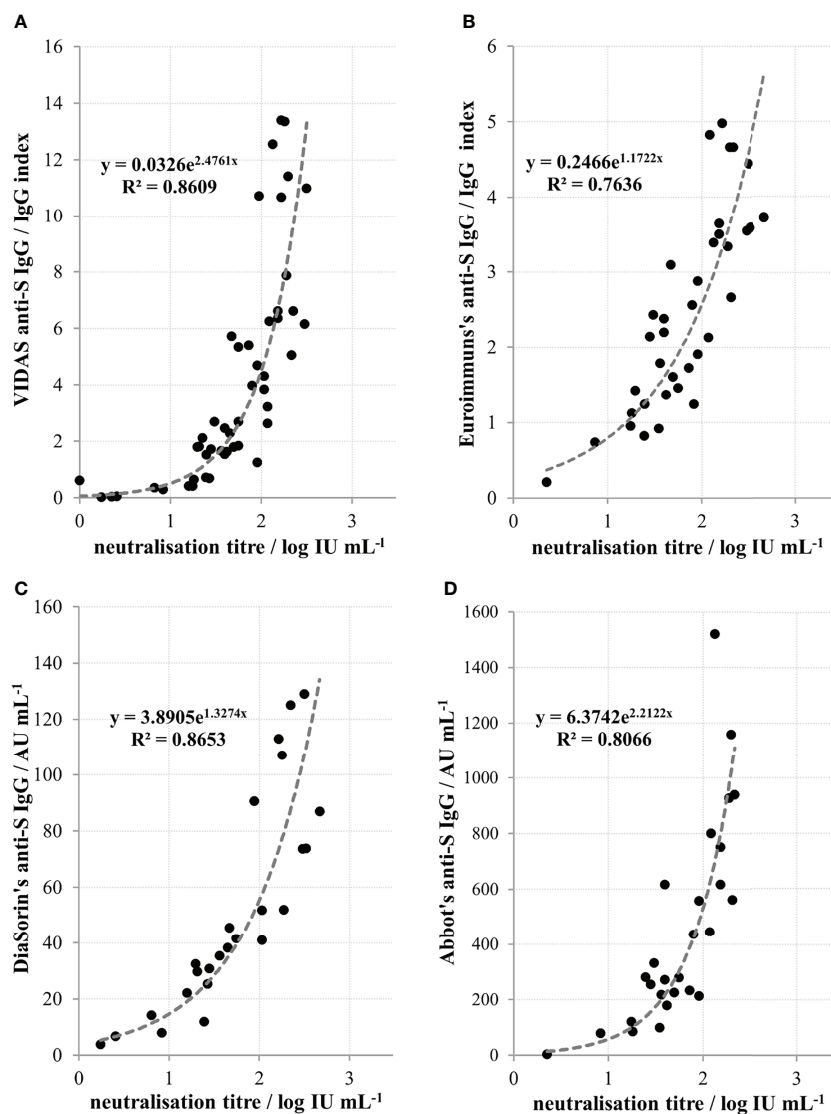 A
VIDAS anti-S IgG / IgG index
16
14
12
10
8
6
4
2
0
y = 0.0326e^2.4761x
R² = 0.8609
0 1 2 3
neutralisation titre / log IU mL⁻¹
B
Euroimmuns's anti-S IgG / IgG index
6
5
4
3
2
1
0
y = 0.2466e^1.1722x
R² = 0.7636
0 1 2 3
neutralisation titre / log IU mL⁻¹
C
DiaSorin's anti-S IgG / AU mL⁻¹
160
140
120
100
80
60
40
20
0
y = 3.8905e^1.3274x
R² = 0.8653
0 1 2 3
neutralisation titre / log IU mL⁻¹
D
Abbot's anti-S IgG / AU mL⁻¹
1600
1400
1200
1000
800
600
400
200
0
y = 6.3742e^2.2122x
R² = 0.8066
0 1 2 3
neutralisation titre / log IU mL⁻¹